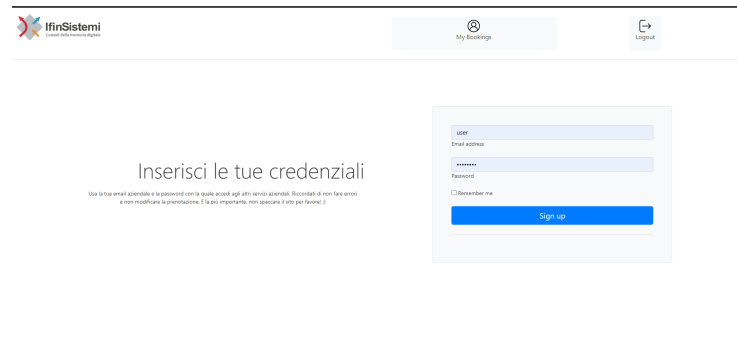 IfinSistemi
Custodi della memoria digitale
My Bookings
Logout
Inserisci le tue credenziali
Usa la tua email aziendale e la password con la quale accedi agli altri servizi aziendali. Riccordati di non fare errori
e non modificare la prenotazione. E la più importante, non spaccare il sito per favore! :)
user
Email address
••••••••
Password
Remember me
Sign up